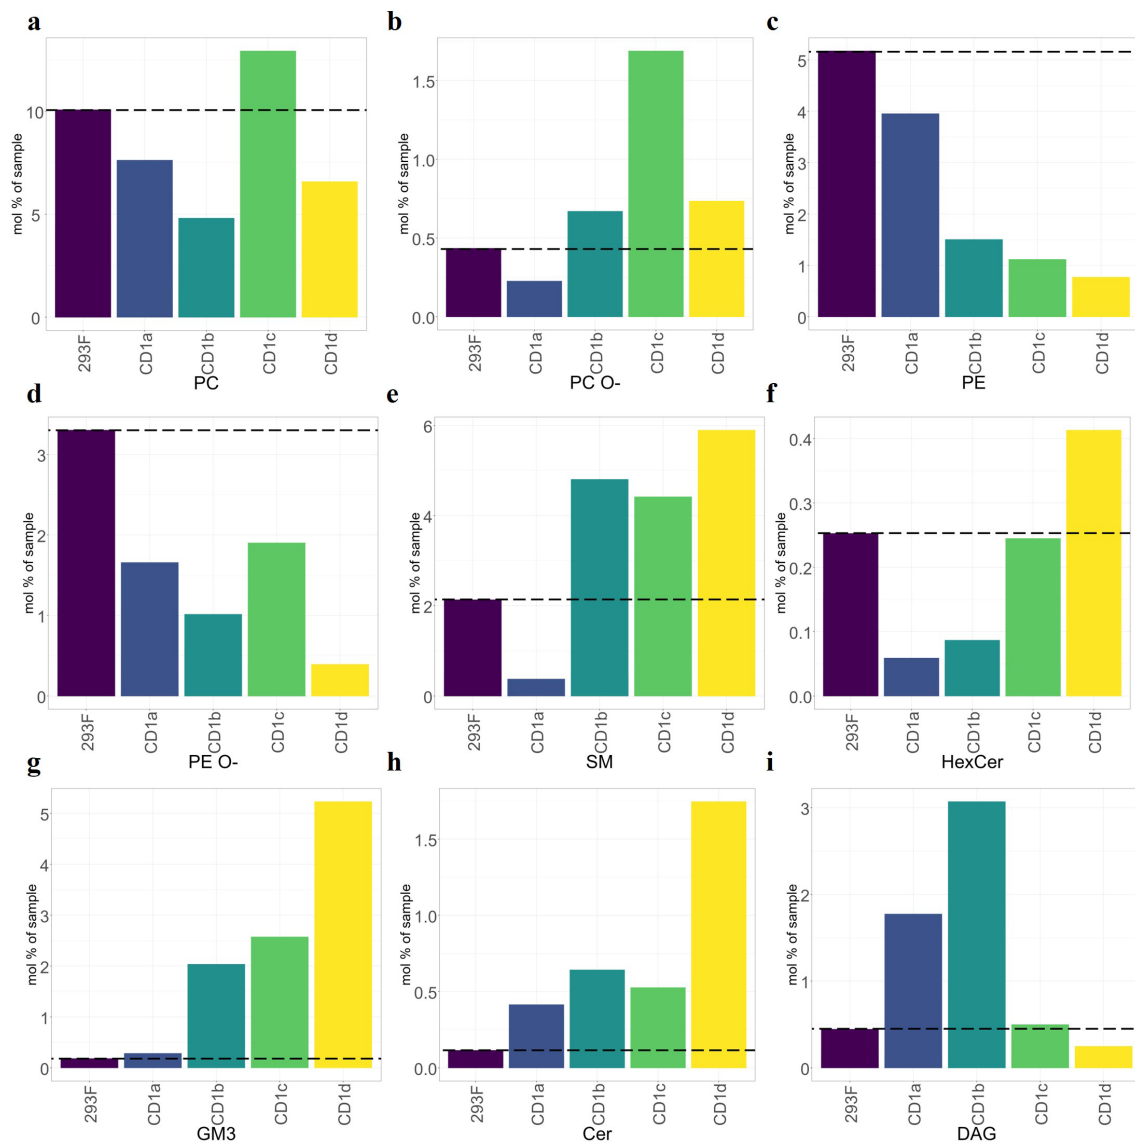 a
mol % of sample
10
5
0
293F
CD1a
CD1b
CD1c
CD1d
PC
b
mol % of sample
1.5
1.0
0.5
0.0
293F
CD1a
CD1b
CD1c
CD1d
PC O-
c
mol % of sample
5
4
3
2
1
0
293F
CD1a
CD1b
CD1c
CD1d
PE
d
mol % of sample
3
2
1
0
293F
CD1a
CD1b
CD1c
CD1d
PE O-
e
mol % of sample
6
4
2
0
293F
CD1a
CD1b
CD1c
CD1d
SM
f
mol % of sample
0.4
0.3
0.2
0.1
0.0
293F
CD1a
CD1b
CD1c
CD1d
HexCer
g
mol % of sample
5
4
3
2
1
0
293F
CD1a
CD1b
CD1c
CD1d
GM3
h
mol % of sample
1.5
1.0
0.5
0.0
293F
CD1a
CD1b
CD1c
CD1d
Cer
i
mol % of sample
3
2
1
0
293F
CD1a
CD1b
CD1c
CD1d
DAG